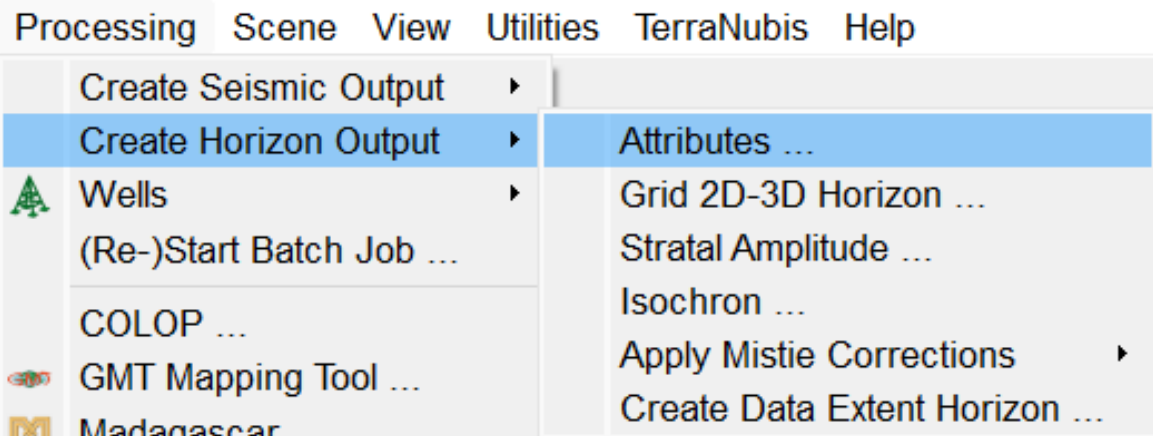 Processing Scene View Utilities TerraNubis Help
Create Seismic Output
Create Horizon Output
Wells
(Re-)Start Batch Job ...
COLOP ...
GMT Mapping Tool ...
Madagascar
Attributes ...
Grid 2D-3D Horizon ...
Stratal Amplitude ...
Isochron ...
Apply Mistie Corrections
Create Data Extent Horizon ...